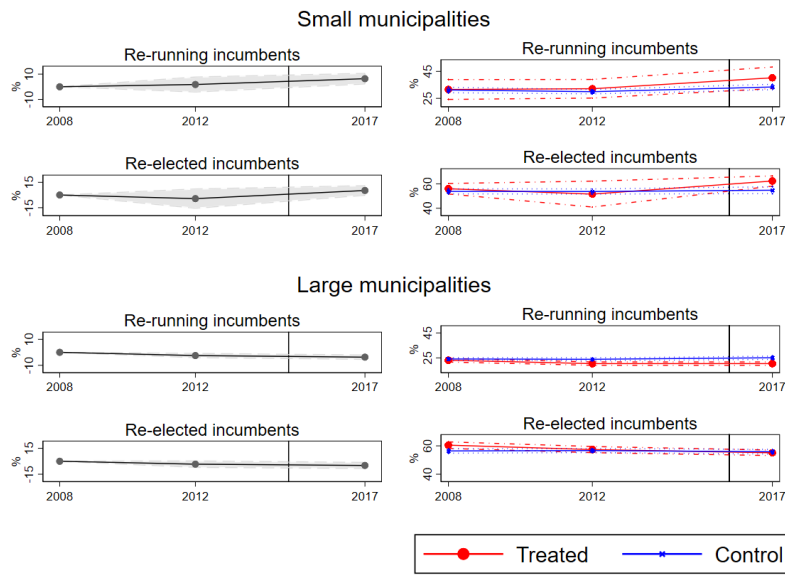 Small municipalities
Re-running incumbents
%
10
-10
2008 2012 2017
Re-running incumbents
%
45
25
2008 2012 2017
Re-elected incumbents
%
15
-15
2008 2012 2017
Re-elected incumbents
%
60
40
2008 2012 2017
Large municipalities
Re-running incumbents
%
10
-10
2008 2012 2017
Re-running incumbents
%
45
25
2008 2012 2017
Re-elected incumbents
%
15
-15
2008 2012 2017
Re-elected incumbents
%
60
40
2008 2012 2017
Treated Control